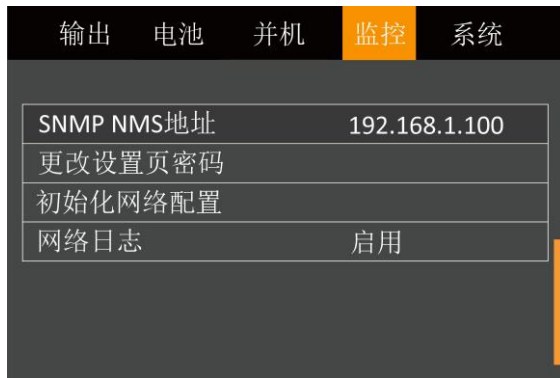 输出 电池 并机 监控 系统
SNMP NMS地址 192.168.1.100
更改设置页密码
初始化网络配置
网络日志 启用